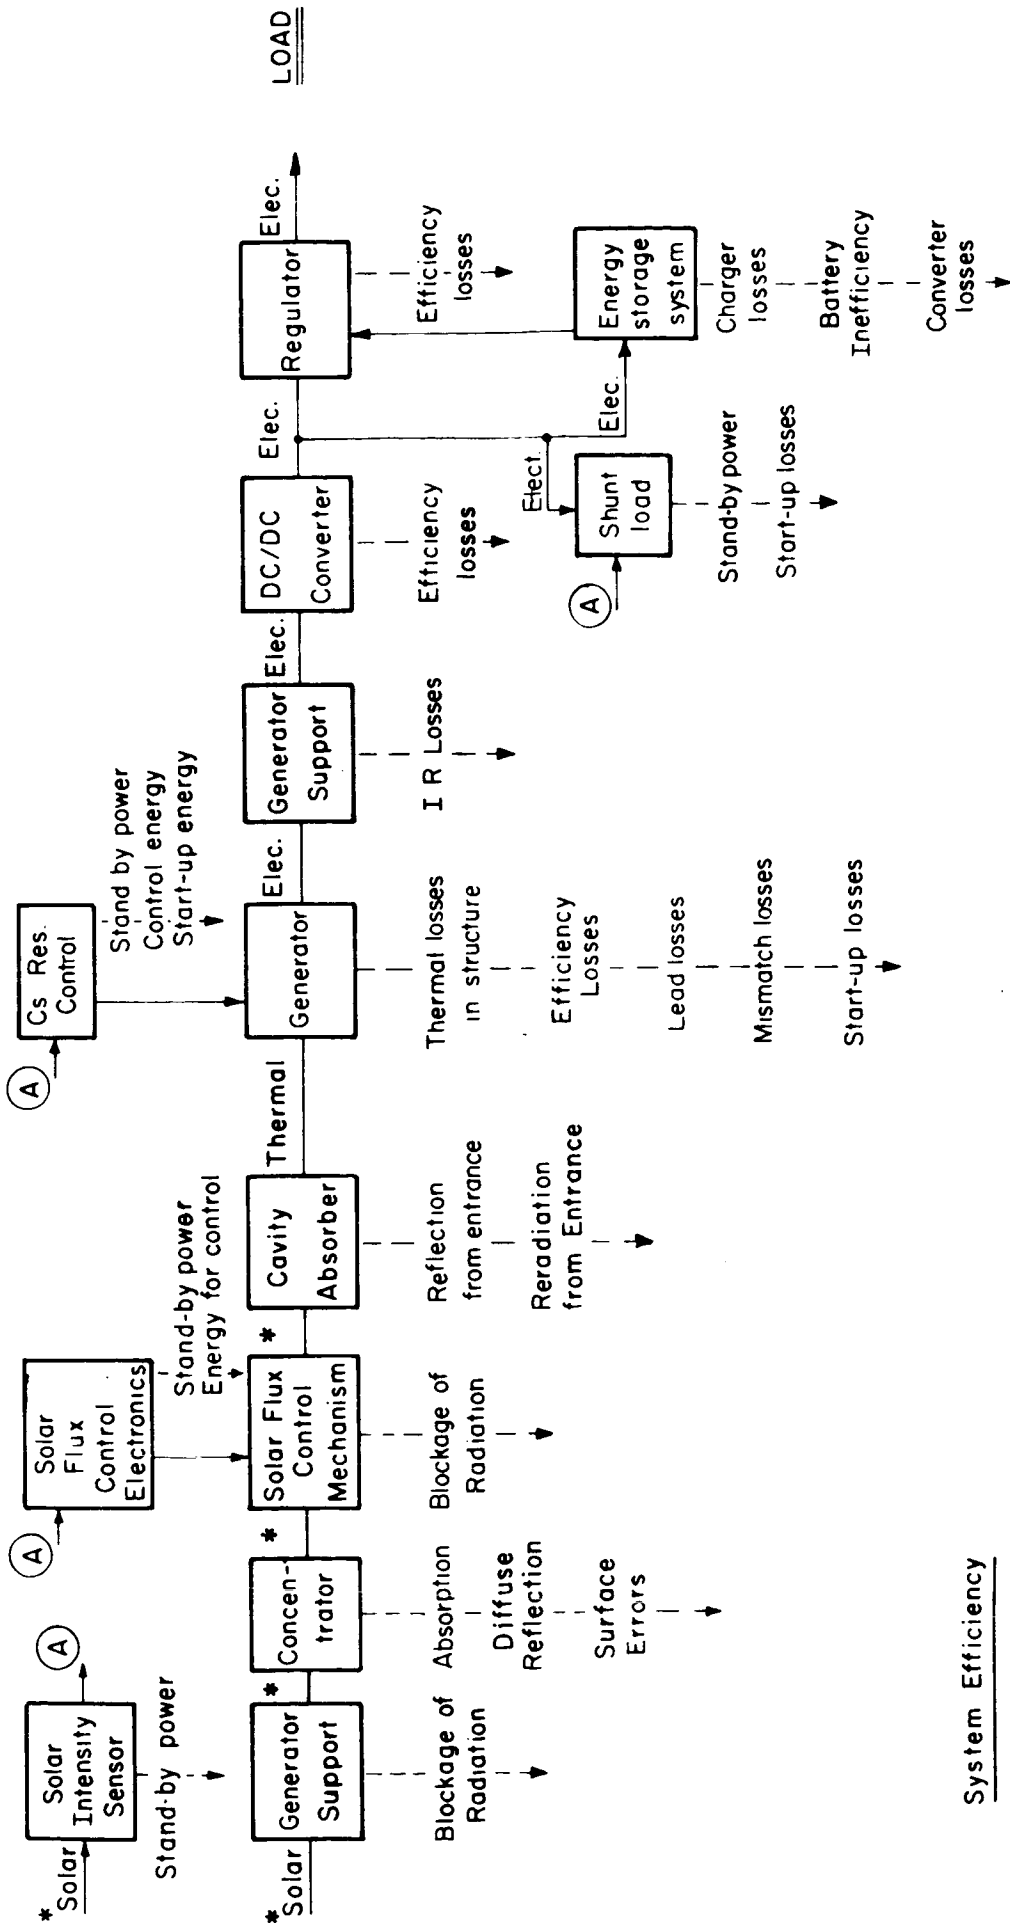 * Solar
Solar
Intensity
Sensor
A
Stand-by power
A
Solar
Flux
Control
Electronics
Stand-by power
Energy for control
A
Cs Res.
Control
Stand by power
Control energy
Start-up energy
* Solar
Generator
Support
*
Concen-
trator
*
Solar Flux
Control
Mechanism
*
Cavity
Absorber
Thermal
Generator
Elec.
Generator
Support
Elec.
DC/DC
Converter
Elec.
Regulator
Elec.
LOAD
Blockage of
Radiation
Absorption
Diffuse
Reflection
Surface
Errors
Blockage of
Radiation
Reflection
from entrance
Reradiation
from Entrance
Thermal losses
in structure
Efficiency
Losses
Lead losses
Mismatch losses
Start-up losses
I R Losses
Efficiency
losses
Efficiency
losses
Elect.
Elec.
A
Shunt
load
Stand-by power
Start-up losses
Energy
storage
system
Charger
losses
Battery
Inefficiency
Converter
losses
System Efficiency